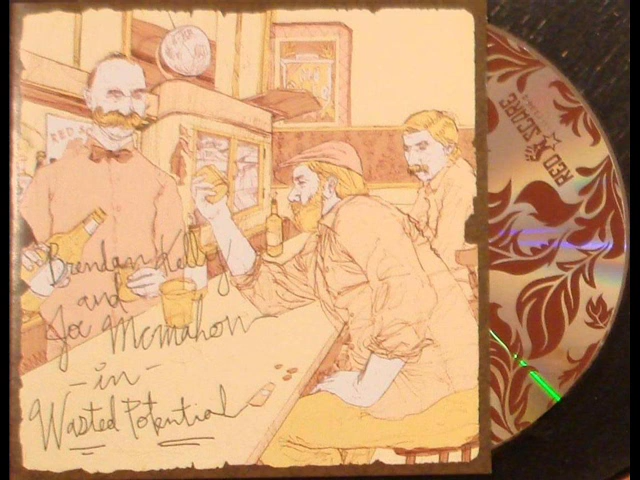 Brendan Kelly
and
Joe Mcmahon
-in-
Wasted Potential
RED SCARE